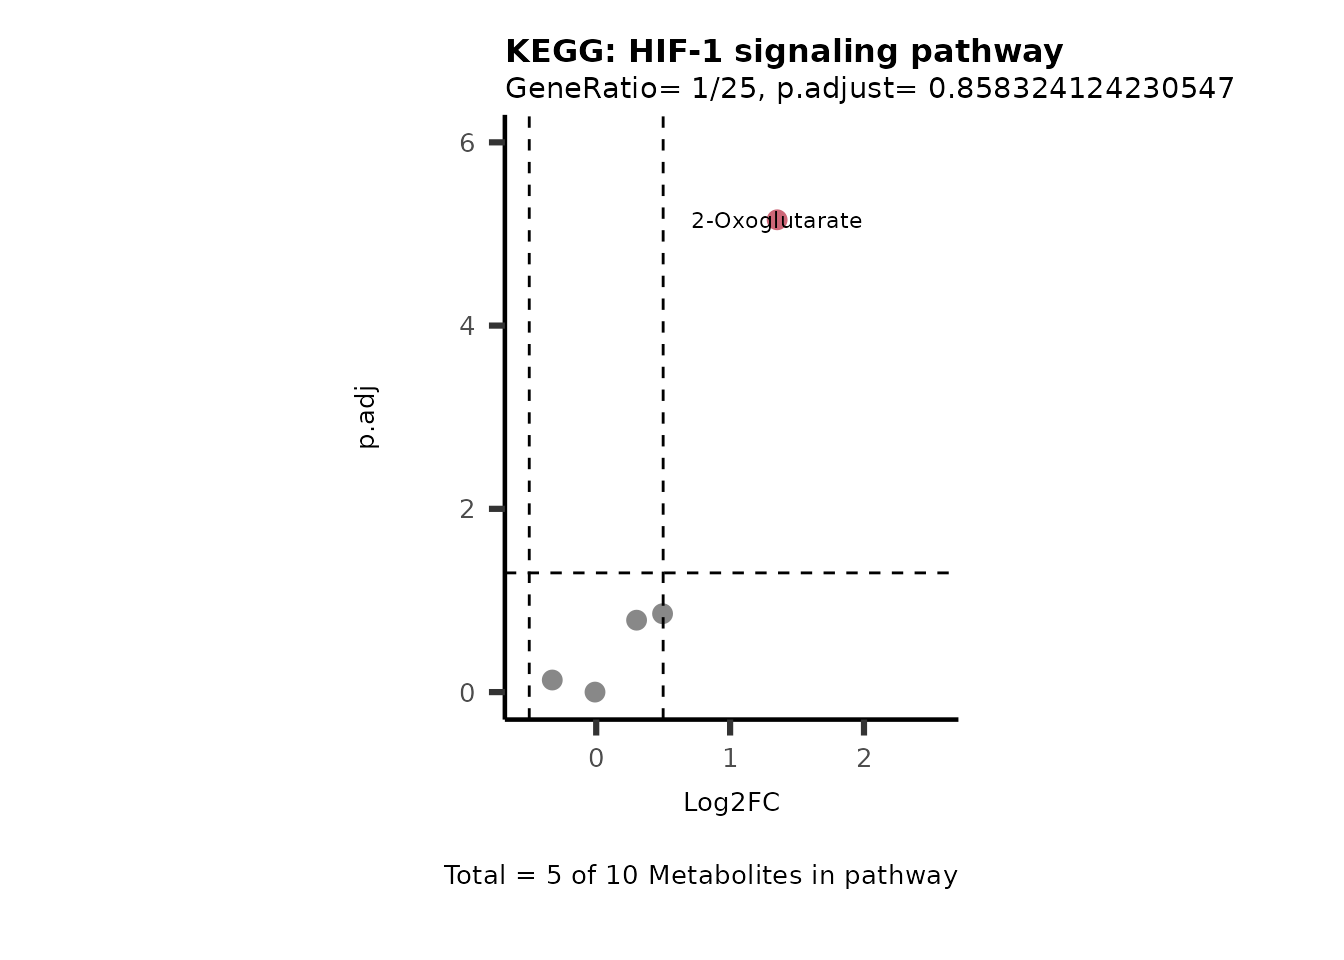 KEGG: HIF-1 signaling pathway
GeneRatio= 1/25, p.adjust= 0.858324124230547
6
2-Oxoglutarate
4
p.adj
2
0
0 1 2
Log2FC
Total = 5 of 10 Metabolites in pathway